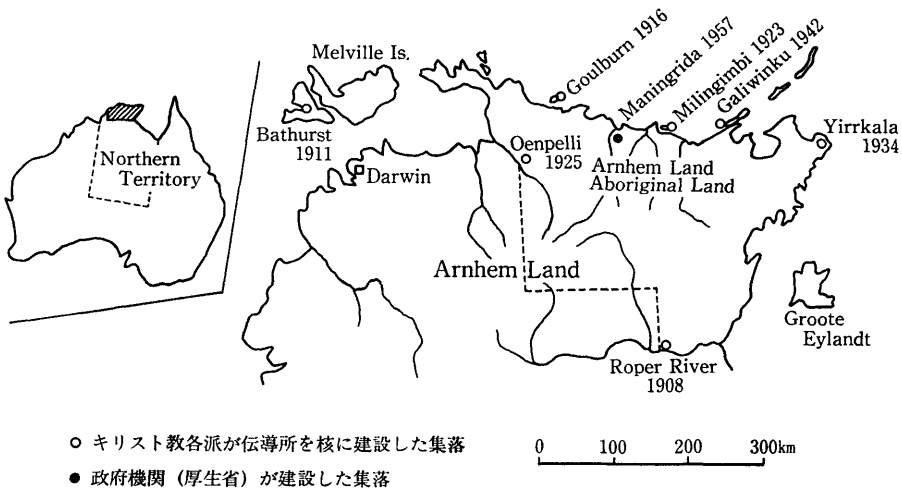 Northern
Territory
Melville Is.
Bathurst
1911
Darwin
Goulburn 1916
Maningrida 1957
Milingimbi 1923
Galiwinku 1942
Oenpelli
1925
Arnhem Land
Aboriginal Land
Yirrkala
1934
Arnhem Land
Groote
Eylandt
Roper River
1908
○ キリスト教各派が伝導所を核に建設した集落
● 政府機関（厚生省）が建設した集落
0 100 200 300km